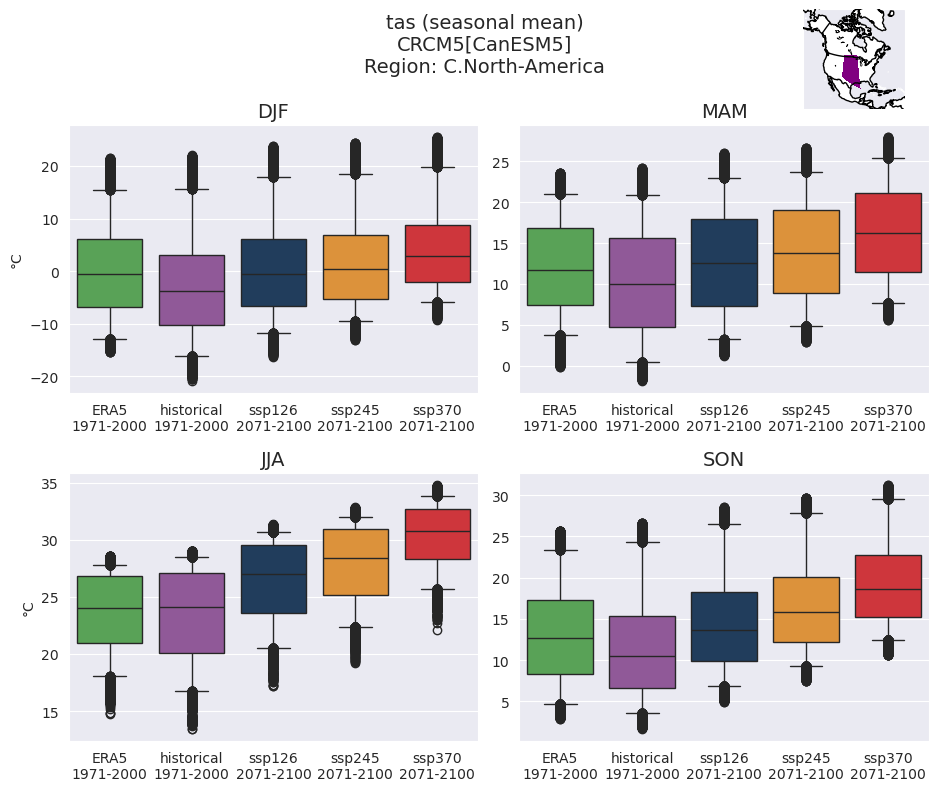 tas (seasonal mean)
CRCM5[CanESM5]
Region: C.North-America
DJF
°C
20
10
0
−10
−20
ERA5 historical ssp126 ssp245 ssp370
1971-2000 1971-2000 2071-2100 2071-2100 2071-2100
MAM
25
20
15
10
5
0
ERA5 historical ssp126 ssp245 ssp370
1971-2000 1971-2000 2071-2100 2071-2100 2071-2100
JJA
°C
35
30
25
20
15
ERA5 historical ssp126 ssp245 ssp370
1971-2000 1971-2000 2071-2100 2071-2100 2071-2100
SON
30
25
20
15
10
5
ERA5 historical ssp126 ssp245 ssp370
1971-2000 1971-2000 2071-2100 2071-2100 2071-2100